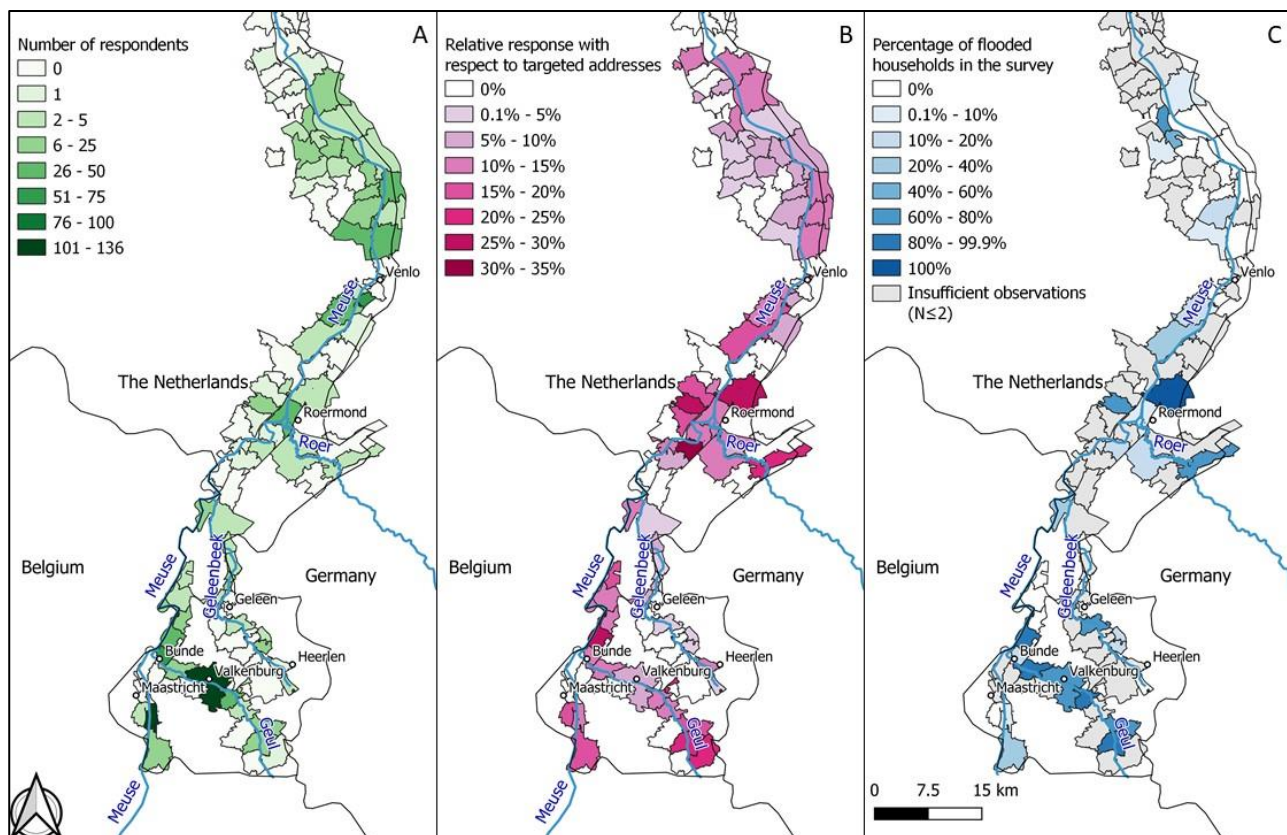 A
Number of respondents
0
1
2 - 5
6 - 25
26 - 50
51 - 75
76 - 100
101 - 136
Venlo
Meuse
The Netherlands
Roermond
Roer
Belgium
Meuse
Geleenbeek
Germany
Geleen
Bunde
Valkenburg
Heerlen
Maastricht
Geul
Meuse
B
Relative response with
respect to targeted addresses
0%
0.1% - 5%
5% - 10%
10% - 15%
15% - 20%
20% - 25%
25% - 30%
30% - 35%
Venlo
Meuse
The Netherlands
Roermond
Roer
Belgium
Meuse
Geleenbeek
Germany
Geleen
Bunde
Valkenburg
Heerlen
Maastricht
Geul
Meuse
C
Percentage of flooded
households in the survey
0%
0.1% - 10%
10% - 20%
20% - 40%
40% - 60%
60% - 80%
80% - 99.9%
100%
Insufficient observations
(N≤2)
Venlo
Meuse
The Netherlands
Roermond
Roer
Belgium
Meuse
Geleenbeek
Germany
Geleen
Bunde
Valkenburg
Heerlen
Maastricht
Geul
Meuse
0 7.5 15 km